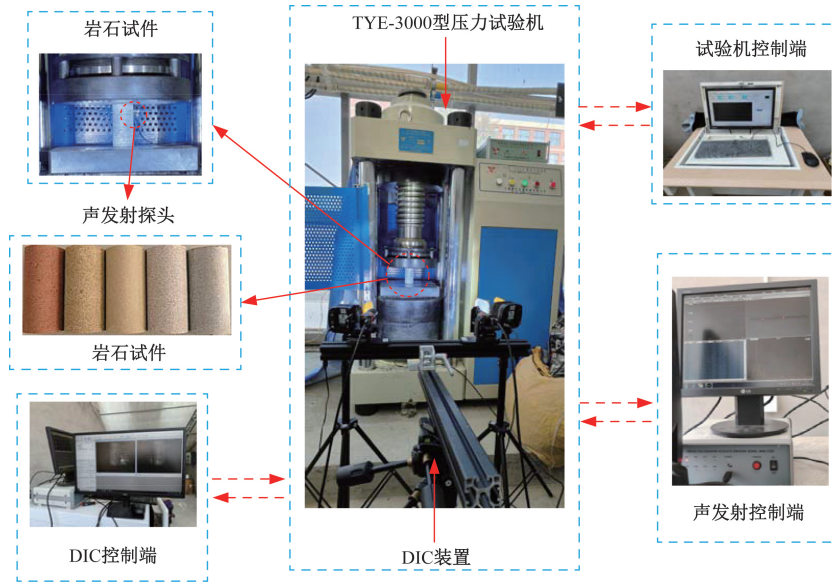 岩石试件
TYE-3000型压力试验机
试验机控制端
声发射探头
岩石试件
DIC控制端
DIC装置
声发射控制端